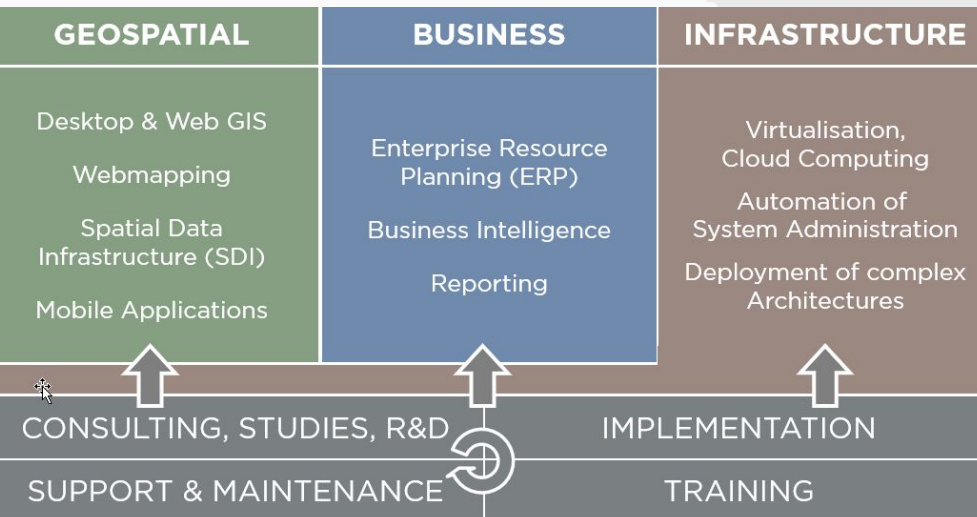 GEOSPATIAL
Desktop & Web GIS
Webmapping
Spatial Data
Infrastructure (SDI)
Mobile Applications
BUSINESS
Enterprise Resource
Planning (ERP)
Business Intelligence
Reporting
INFRASTRUCTURE
Virtualisation,
Cloud Computing
Automation of
System Administration
Deployment of complex
Architectures
CONSULTING, STUDIES, R&D
IMPLEMENTATION
SUPPORT & MAINTENANCE
TRAINING